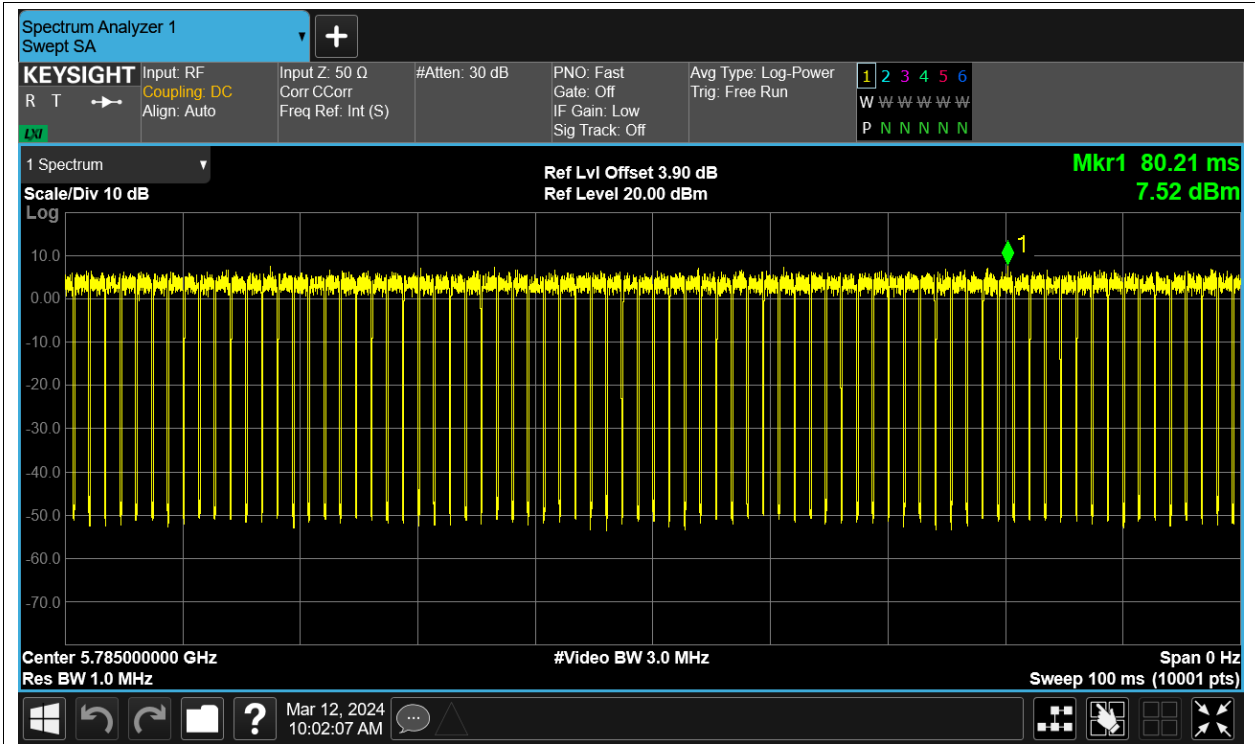 Spectrum Analyzer 1
Swept SA
+
KEYSIGHT
R T
LXI
Input: RF
Coupling: DC
Align: Auto
Input Z: 50 Ω
Corr CCorr
Freq Ref: Int (S)
#Atten: 30 dB
PNO: Fast
Gate: Off
IF Gain: Low
Sig Track: Off
Avg Type: Log-Power
Trig: Free Run
1 2 3 4 5 6
W W W W W W
P N N N N N
1 Spectrum
Scale/Div 10 dB
Ref Lvl Offset 3.90 dB
Ref Level 20.00 dBm
Mkr1 80.21 ms
7.52 dBm
Log
1
10.0
0.00
-10.0
-20.0
-30.0
-40.0
-50.0
-60.0
-70.0
Center 5.785000000 GHz
Res BW 1.0 MHz
#Video BW 3.0 MHz
Span 0 Hz
Sweep 100 ms (10001 pts)
?
Mar 12, 2024
10:02:07 AM